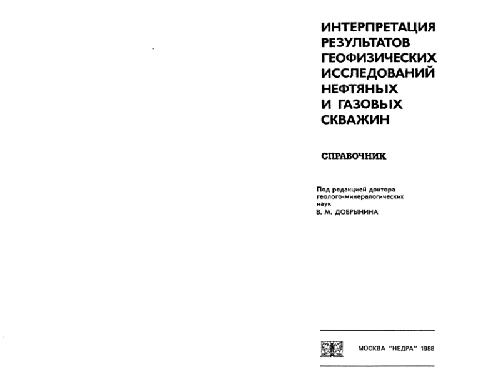 ИНТЕРПРЕТАЦИЯ
РЕЗУЛЬТАТОВ
ГЕОФИЗИЧЕСКИХ
ИССЛЕДОВАНИЙ
НЕФТЯНЫХ
И ГАЗОВЫХ
СКВАЖИН
СПРАВОЧНИК
Под редакцией доктора
геолого-минералогических
наук
В. М. ДОБРЫНИНА
МОСКВА "НЕДРА" 1988